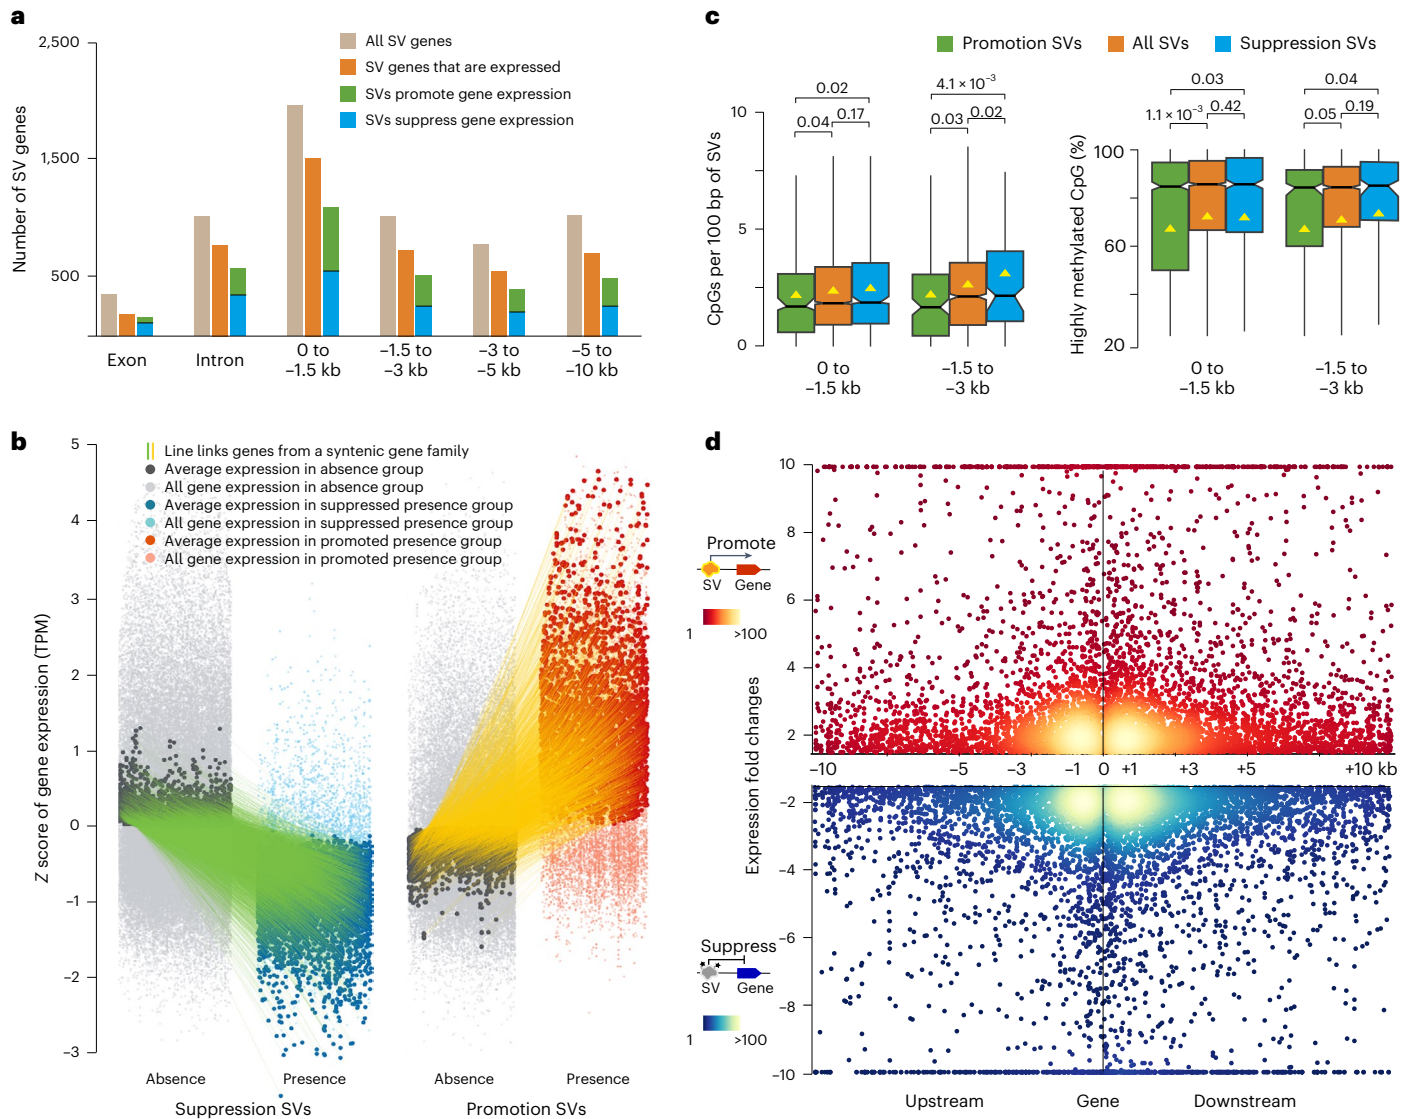 a
2,500
1,500
500
Number of SV genes
All SV genes
SV genes that are expressed
SVs promote gene expression
SVs suppress gene expression
Exon
Intron
0 to
–1.5 kb
–1.5 to
–3 kb
–3 to
–5 kb
–5 to
–10 kb
c
Promotion SVs
All SVs
Suppression SVs
CpGs per 100 bp of SVs
10
5
0
0.02
0.04
0.17
4.1 × 10⁻³
0.03
0.02
0 to
–1.5 kb
–1.5 to
–3 kb
Highly methylated CpG (%)
100
60
20
0.03
1.1 × 10⁻³
0.42
0.04
0.05
0.19
0 to
–1.5 kb
–1.5 to
–3 kb
b
Z score of gene expression (TPM)
5
4
3
2
1
0
–1
–2
–3
Line links genes from a syntenic gene family
Average expression in absence group
All gene expression in absence group
Average expression in suppressed presence group
All gene expression in suppressed presence group
Average expression in promoted presence group
All gene expression in promoted presence group
Absence
Presence
Absence
Presence
Suppression SVs
Promotion SVs
d
Promote
SV
Gene
1
>100
Suppress
SV
Gene
1
>100
Expression fold changes
10
8
6
4
2
–10
–5
–3
–1
0
+1
+3
+5
+10 kb
–2
–4
–6
–8
–10
Upstream
Gene
Downstream